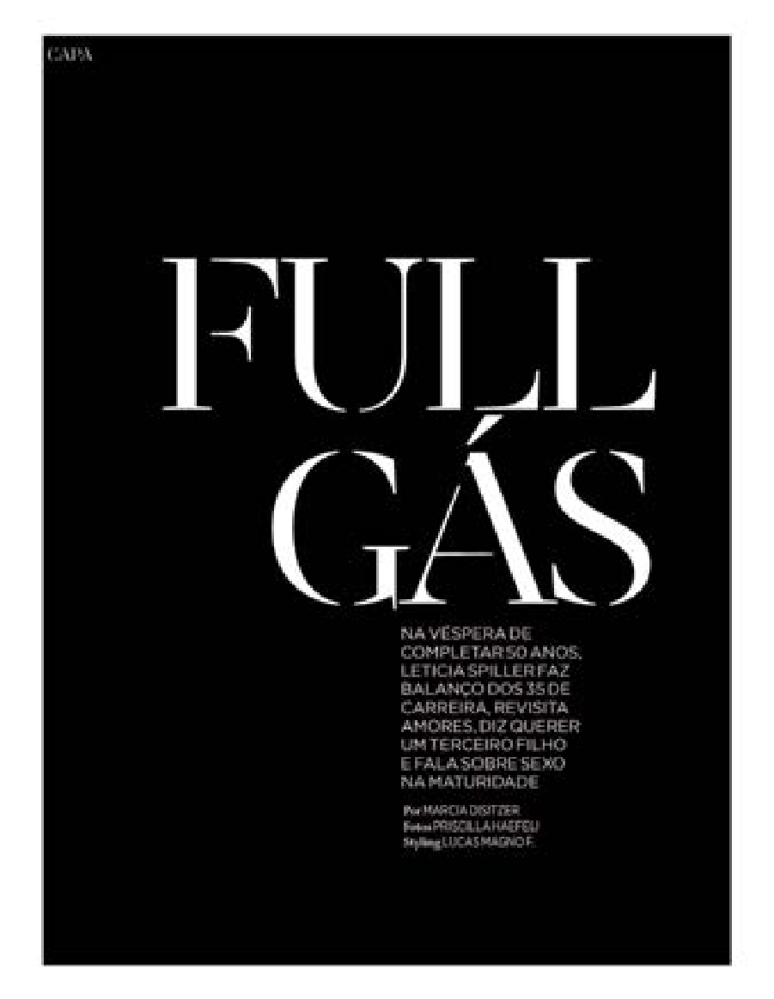 CAPA
FULL
GÁS
NA VÉSPERA DE
COMPLETAR 50 ANOS,
LETICIA SPILLER FAZ
BALANÇO DOS 35 DE
CARREIRA, REVISITA
AMORES, DIZ QUERER
UM TERCEIRO FILHO
E FALA SOBRE SEXO
NA MATURIDADE
Por MARCIA DISITZER
Fotos PRISCILLA HAEFELI
Styling LUCAS MAGNO F.